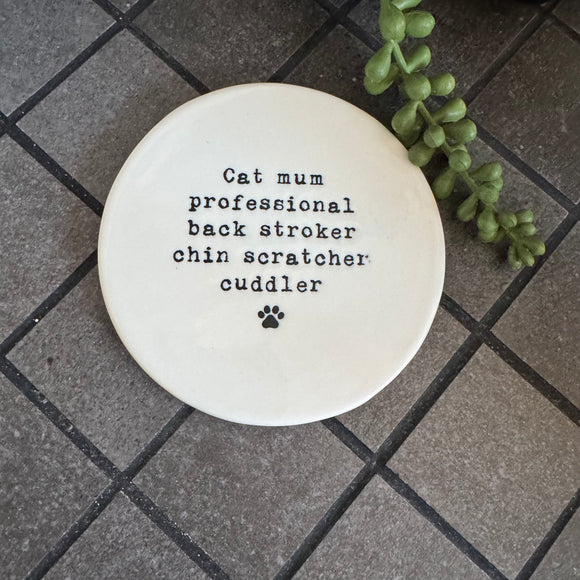 Cat mum
professional
back stroker
chin scratcher
cuddler